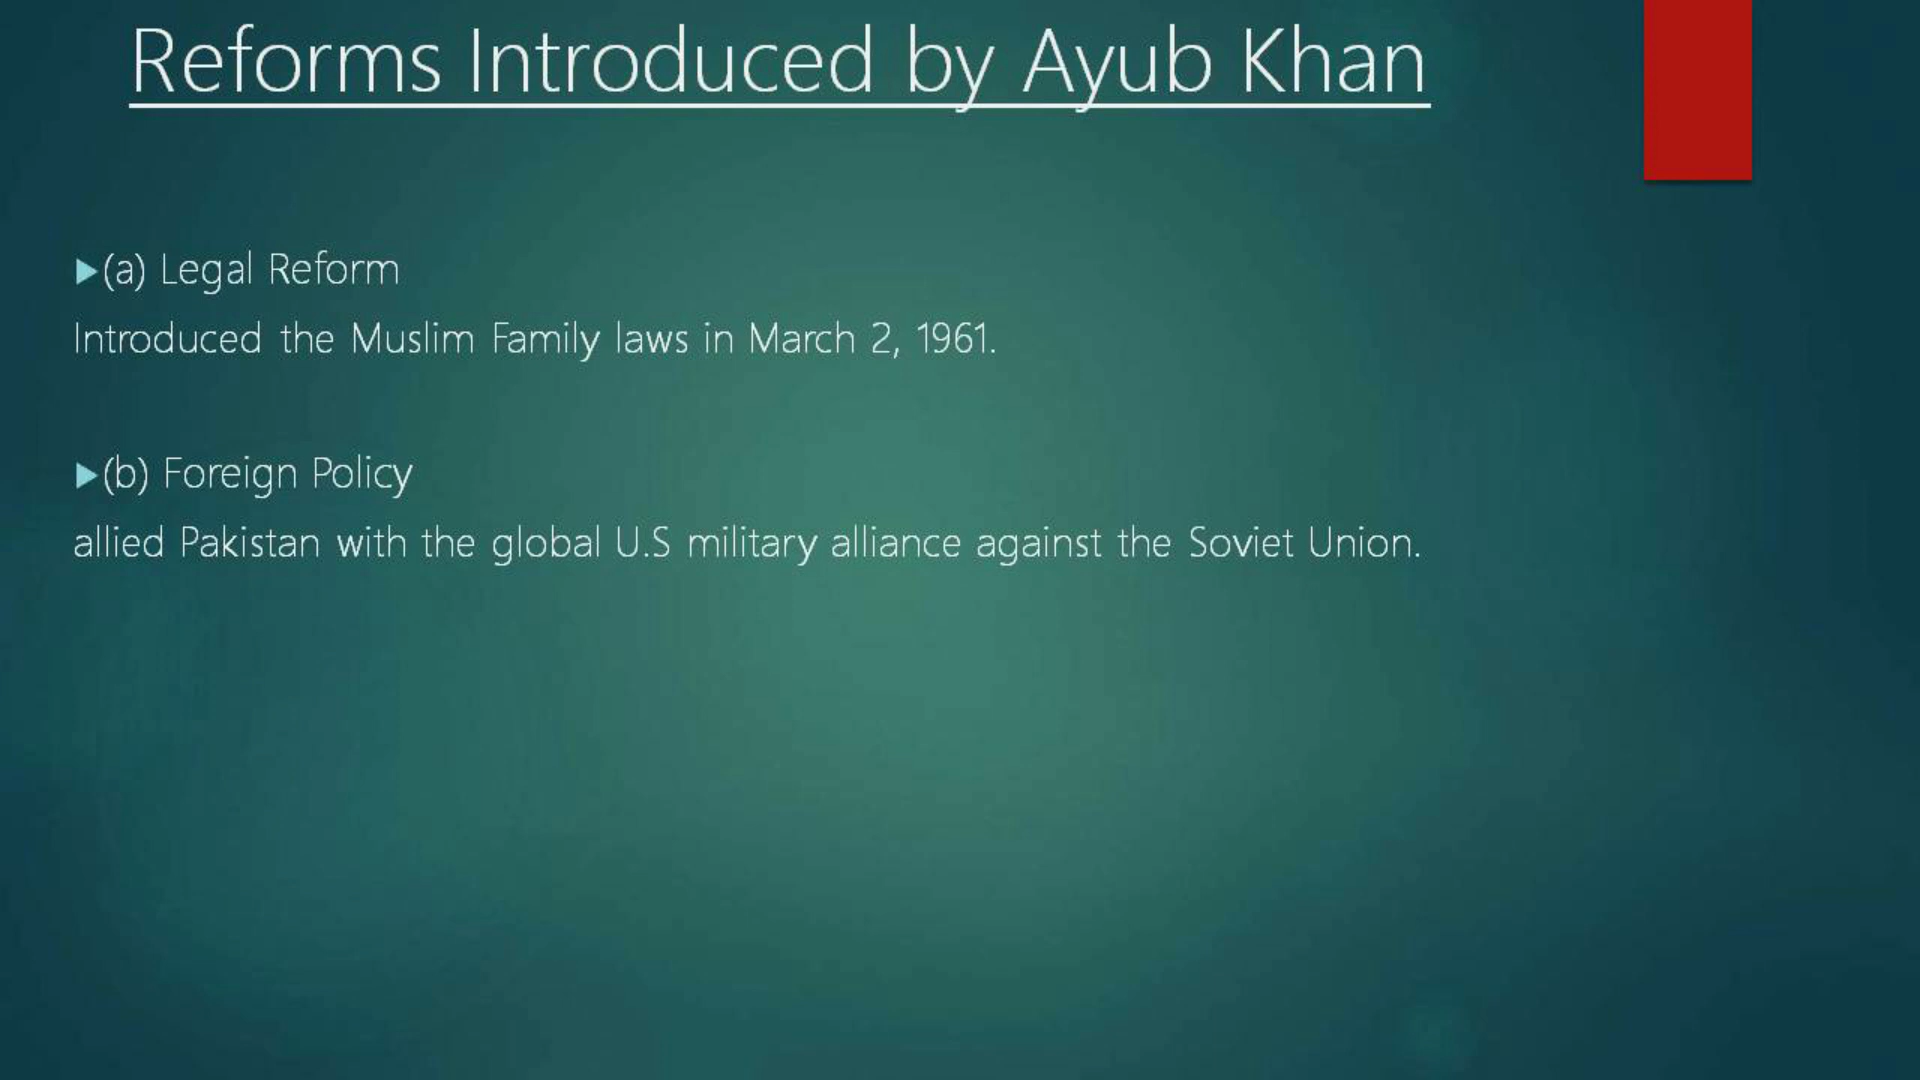 Reforms Introduced by Ayub Khan
(a) Legal Reform
Introduced the Muslim Family laws in March 2, 1961.
(b) Foreign Policy
allied Pakistan with the global U.S military alliance against the Soviet Union.